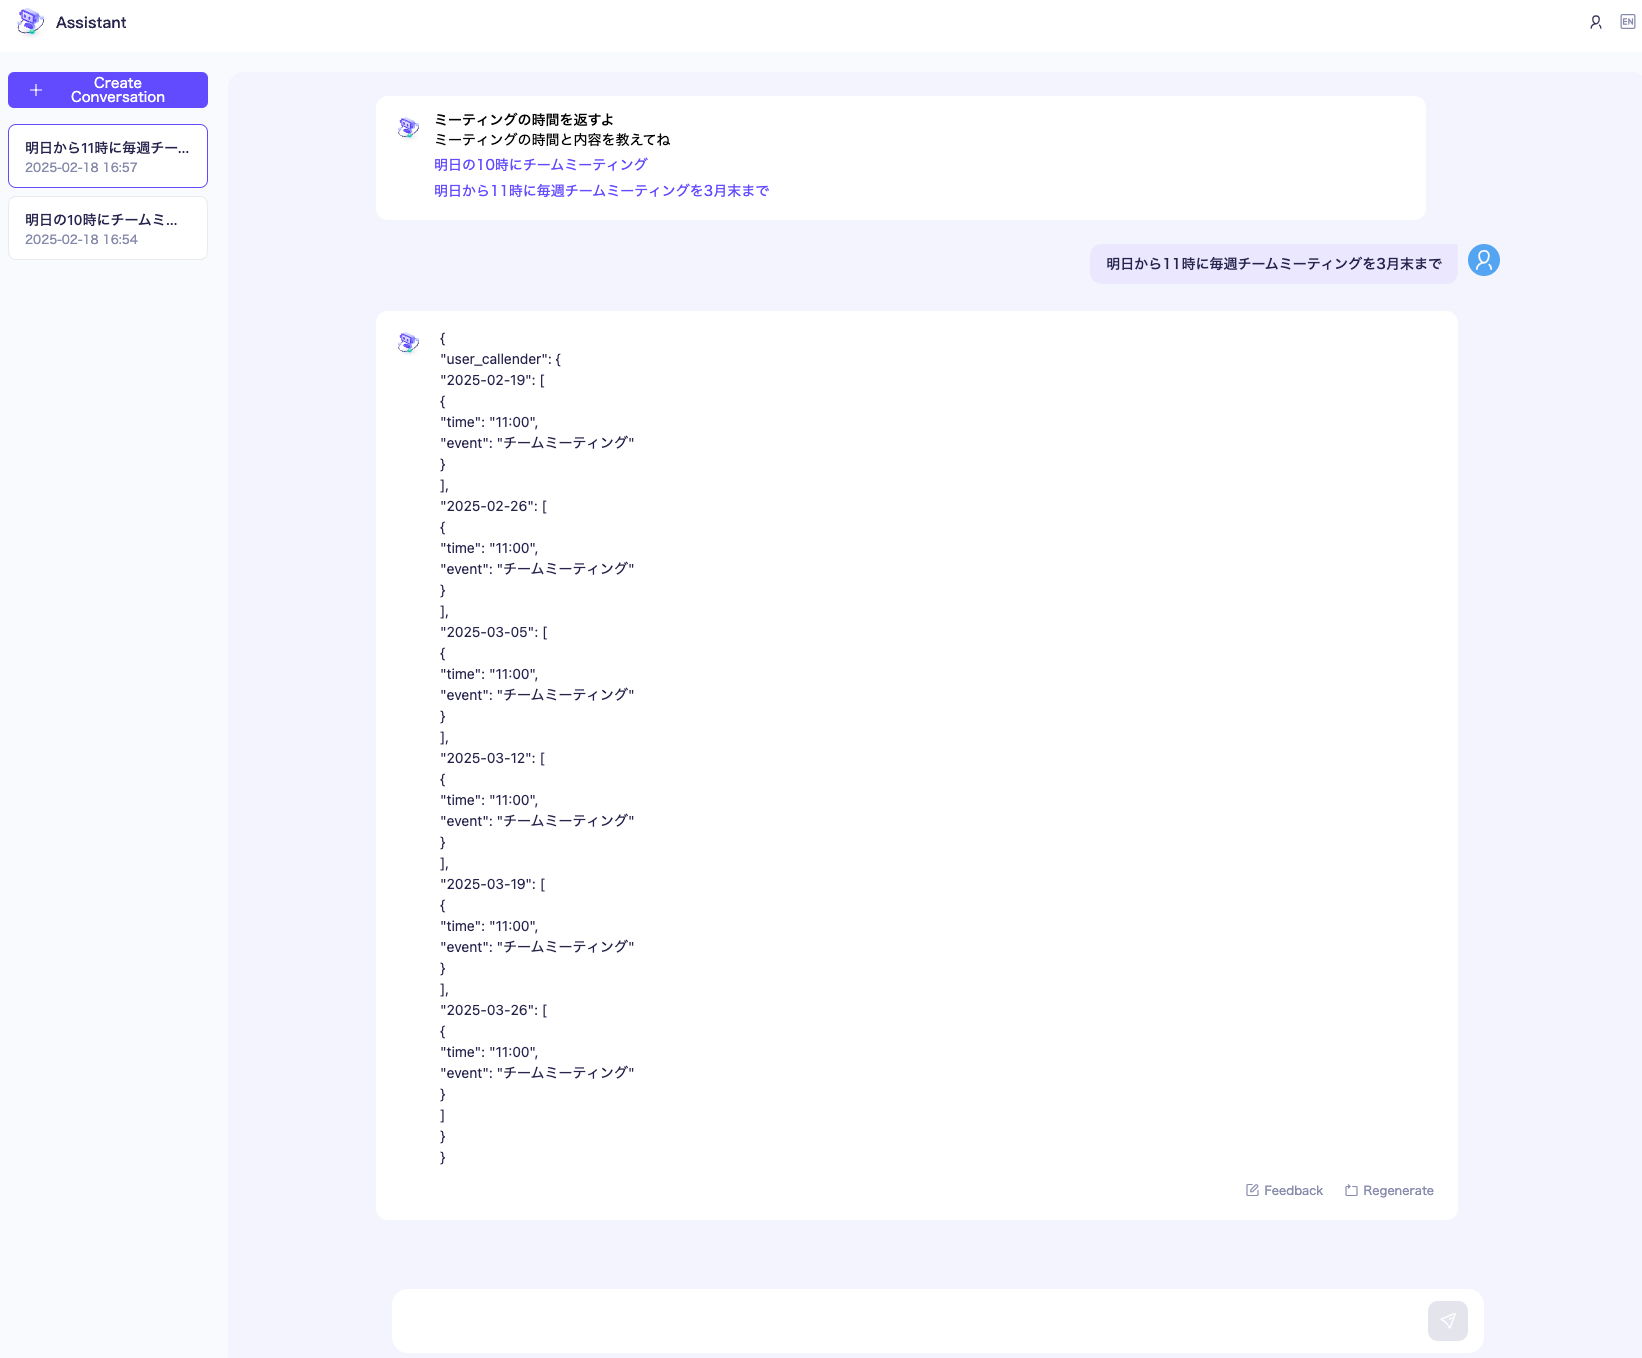 Assistant
EN
Create
Conversation
明日から11時に毎週チー...
2025-02-18 16:57
明日の10時にチームミ...
2025-02-18 16:54
ミーティングの時間を返すよ
ミーティングの時間と内容を教えてね
明日の10時にチームミーティング
明日から11時に毎週チームミーティングを3月末まで
明日から11時に毎週チームミーティングを3月末まで
{
"user_callender": {
"2025-02-19": [
{
"time": "11:00",
"event": "チームミーティング"
}
],
"2025-02-26": [
{
"time": "11:00",
"event": "チームミーティング"
}
],
"2025-03-05": [
{
"time": "11:00",
"event": "チームミーティング"
}
],
"2025-03-12": [
{
"time": "11:00",
"event": "チームミーティング"
}
],
"2025-03-19": [
{
"time": "11:00",
"event": "チームミーティング"
}
],
"2025-03-26": [
{
"time": "11:00",
"event": "チームミーティング"
}
]
}
}
Feedback
Regenerate